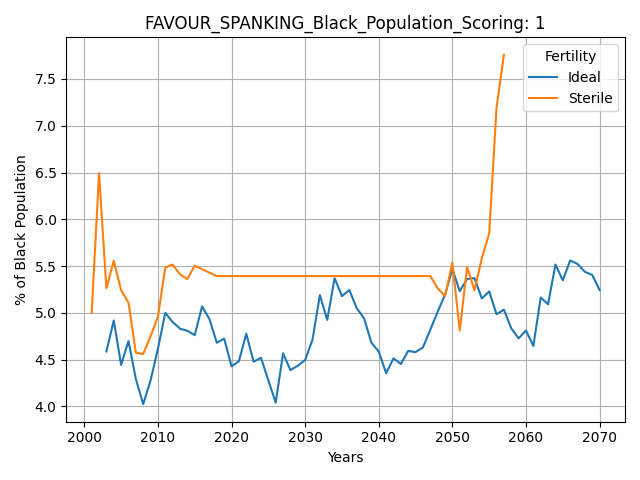 FAVOUR_SPANKING_Black_Population_Scoring: 1
Fertility
Ideal
Sterile
% of Black Population
7.5
7.0
6.5
6.0
5.5
5.0
4.5
4.0
2000 2010 2020 2030 2040 2050 2060 2070
Years